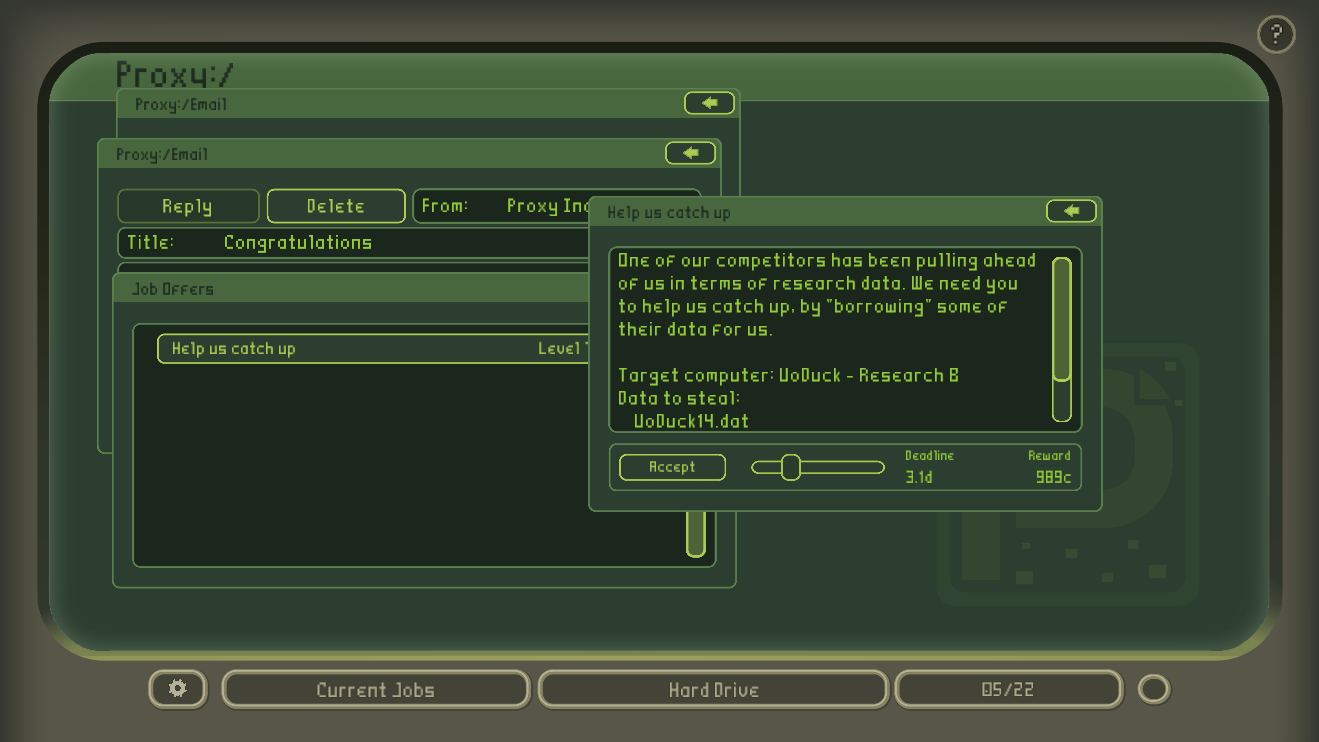 ?
Proxy:/
Proxy:/Email
Proxy:/Email
Reply
Delete
From: Proxy Inc
Title: Congratulations
Job Offers
Help us catch up Level 1
Help us catch up
One of our competitors has been pulling ahead
of us in terms of research data. We need you
to help us catch up, by "borrowing" some of
their data for us.
Target computer: UoDuck - Research B
Data to steal:
UoDuck14.dat
Accept
Deadline
3.1d
Reward
989c
Current Jobs
Hard Drive
05/22